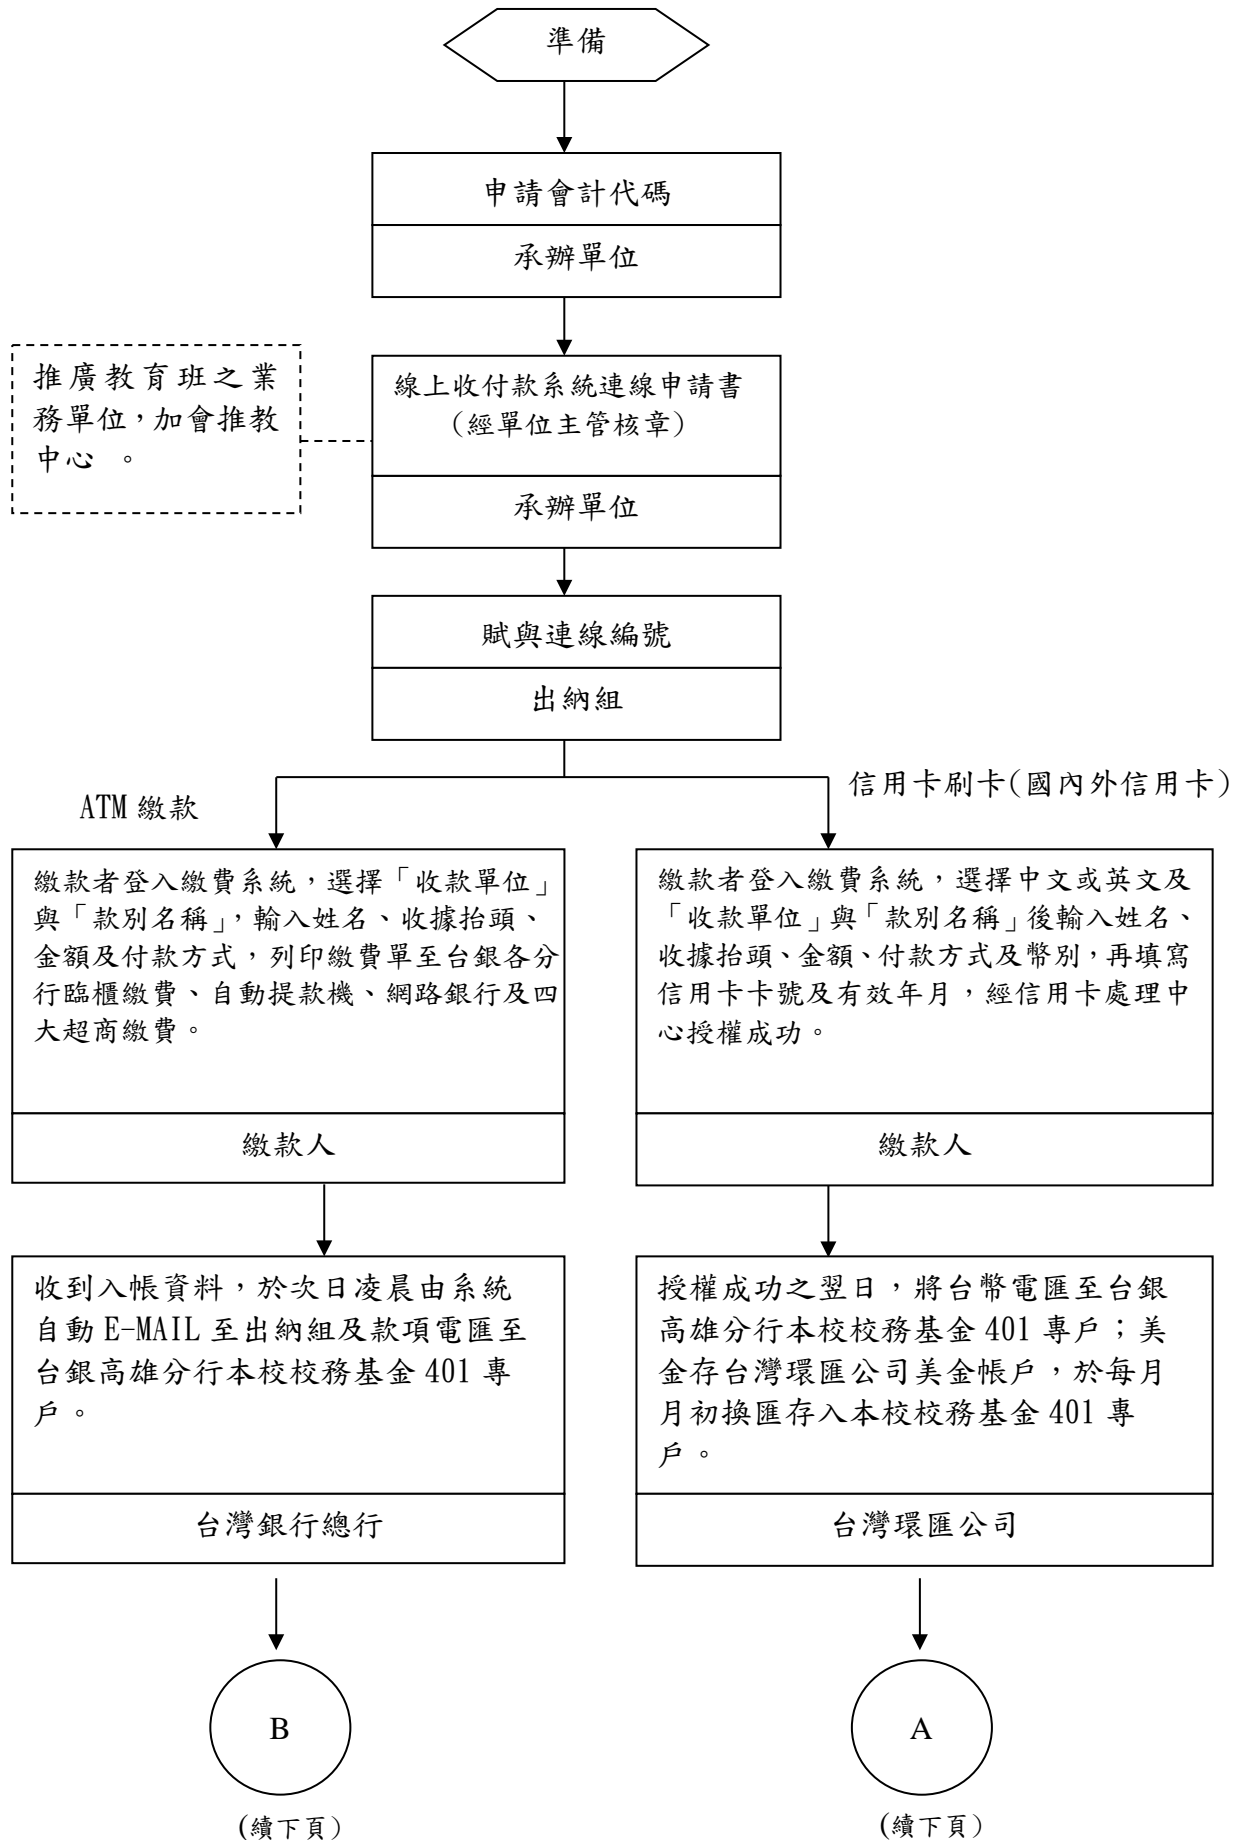 準備
申請會計代碼
承辦單位
推廣教育班之業
務單位，加會推教
中心 。
線上收付款系統連線申請書
(經單位主管核章)
承辦單位
賦與連線編號
出納組
ATM 繳款
信用卡刷卡(國內外信用卡)
繳款者登入繳費系統，選擇「收款單位」
與「款別名稱」，輸入姓名、收據抬頭、
金額及付款方式，列印繳費單至台銀各分
行臨櫃繳費、自動提款機、網路銀行及四
大超商繳費。
繳款人
繳款者登入繳費系統，選擇中文或英文及
「收款單位」與「款別名稱」後輸入姓名、
收據抬頭、金額、付款方式及幣別，再填寫
信用卡卡號及有效年月，經信用卡處理中
心授權成功。
繳款人
收到入帳資料，於次日凌晨由系統
自動 E-MAIL 至出納組及款項電匯至
台銀高雄分行本校校務基金 401 專
戶。
台灣銀行總行
授權成功之翌日，將台幣電匯至台銀
高雄分行本校校務基金 401 專戶；美
金存台灣環匯公司美金帳戶，於每月
月初換匯存入本校校務基金 401 專
戶。
台灣環匯公司
B
(續下頁)
A
(續下頁)